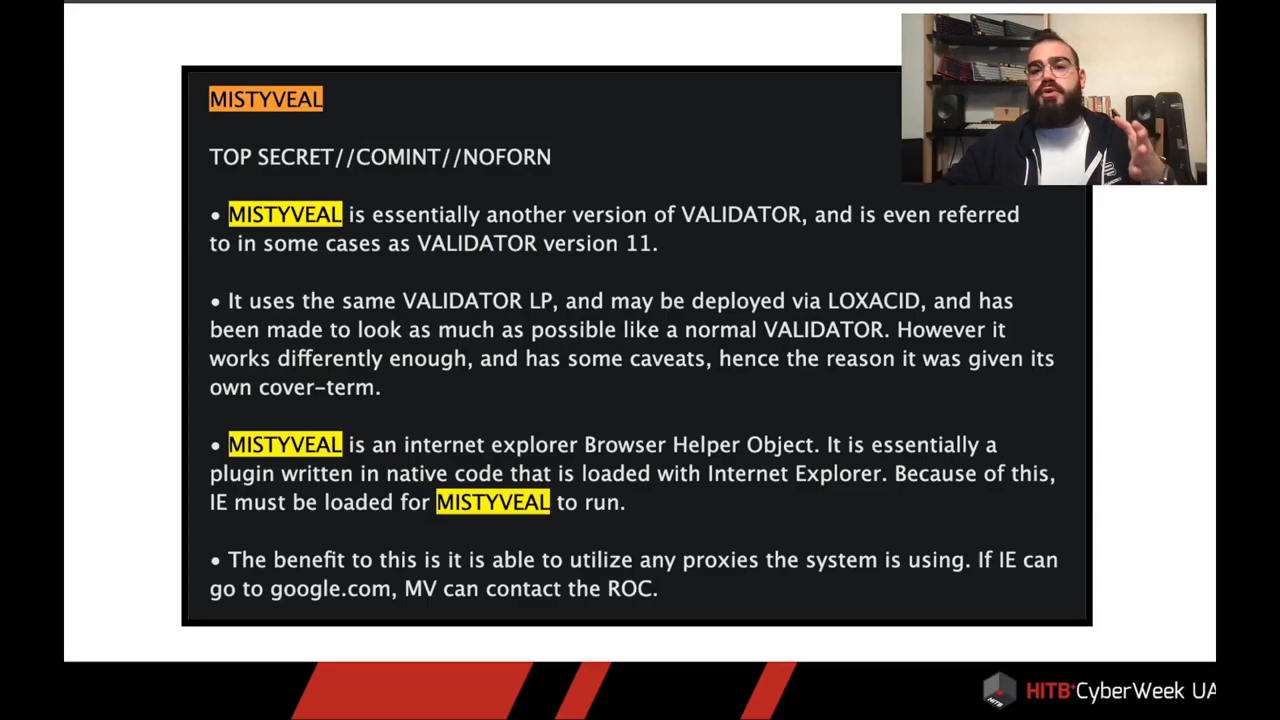 MISTYVEAL
TOP SECRET//COMINT//NOFORN
• MISTYVEAL is essentially another version of VALIDATOR, and is even referred
to in some cases as VALIDATOR version 11.
• It uses the same VALIDATOR LP, and may be deployed via LOXACID, and has
been made to look as much as possible like a normal VALIDATOR. However it
works differently enough, and has some caveats, hence the reason it was given its
own cover-term.
• MISTYVEAL is an internet explorer Browser Helper Object. It is essentially a
plugin written in native code that is loaded with Internet Explorer. Because of this,
IE must be loaded for MISTYVEAL to run.
• The benefit to this is it is able to utilize any proxies the system is using. If IE can
go to google.com, MV can contact the ROC.
HITB HITB+CyberWeek UA